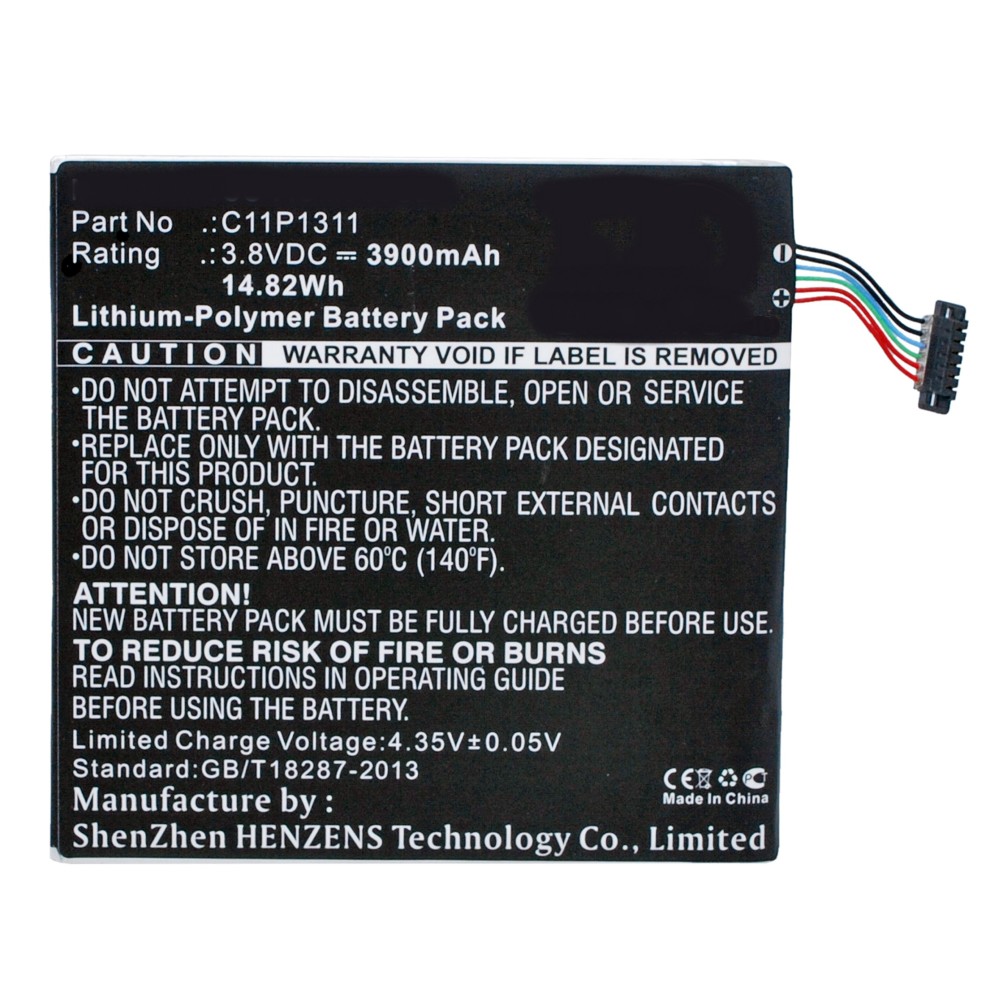 Part No .:C11P1311
Rating .:3.8VDC ⎓ 3900mAh
14.82Wh
Lithium-Polymer Battery Pack
CAUTION WARRANTY VOID IF LABEL IS REMOVED
•DO NOT ATTEMPT TO DISASSEMBLE, OPEN OR SERVICE
THE BATTERY PACK.
•REPLACE ONLY WITH THE BATTERY PACK DESIGNATED
FOR THIS PRODUCT.
•DO NOT CRUSH, PUNCTURE, SHORT EXTERNAL CONTACTS
OR DISPOSE OF IN FIRE OR WATER.
•DO NOT STORE ABOVE 60°C (140°F).
ATTENTION!
NEW BATTERY PACK MUST BE FULLY CHARGED BEFORE USE.
TO REDUCE RISK OF FIRE OR BURNS
READ INSTRUCTIONS IN OPERATING GUIDE
BEFORE USING THE BATTERY.
Limited Charge Voltage:4.35V±0.05V
Standard:GB/T18287-2013
CE
Made In China
Manufacture by :
ShenZhen HENZENS Technology Co., Limited